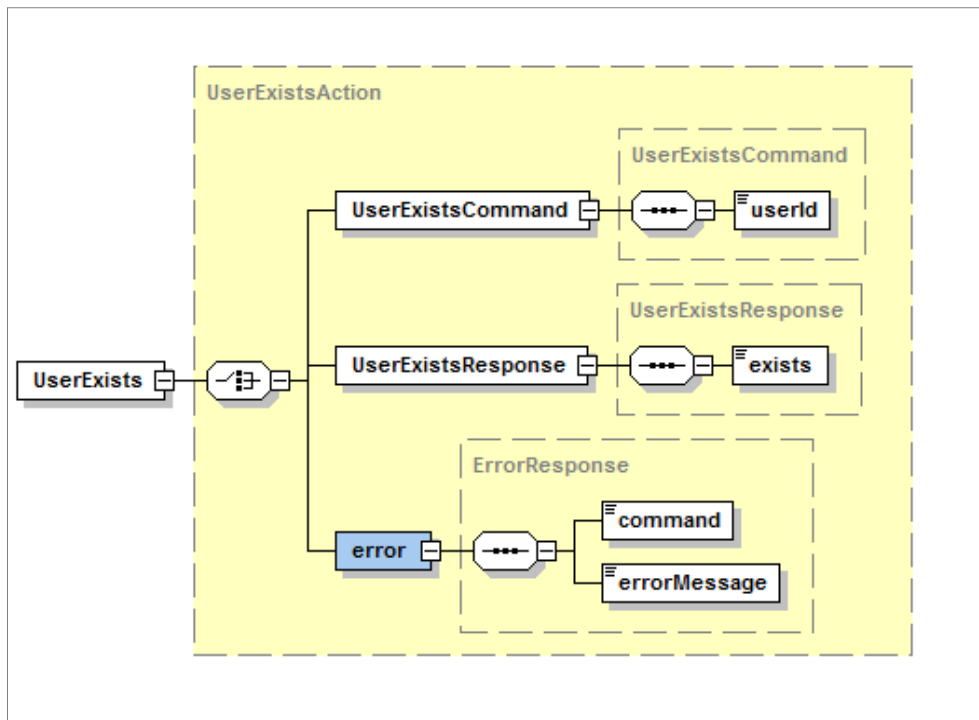 UserExistsAction
UserExistsCommand
UserExistsCommand
userId
UserExistsResponse
UserExists
UserExistsResponse
exists
ErrorResponse
command
error
errorMessage